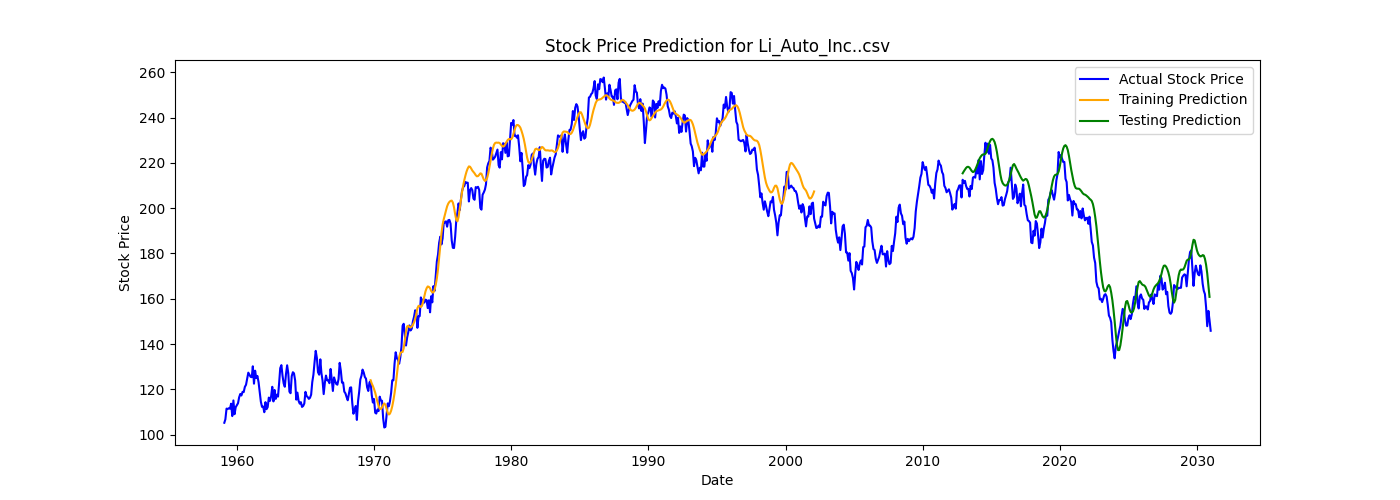 Stock Price Prediction for Li_Auto_Inc..csv
Actual Stock Price
Training Prediction
Testing Prediction
Stock Price
260
240
220
200
180
160
140
120
100
1960 1970 1980 1990 2000 2010 2020 2030
Date